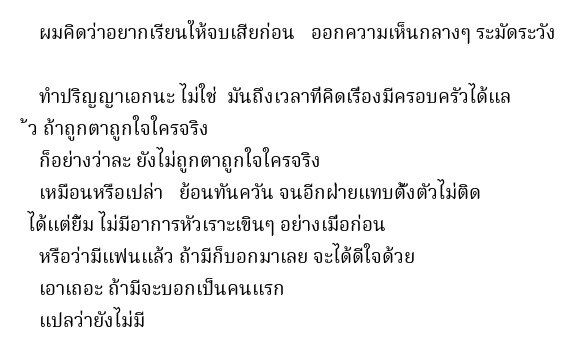 ผมคิดว่าอยากเรียนให้จบเสียก่อน   ออกความเห็นกลางๆ ระมัดระวัง
ทำปริญญาเอกนะ ไม่ใช่  มันถึงเวลาที่คิดเรื่องมีครอบครัวได้แล
้ว ถ้าถูกตาถูกใจใครจริง
ก็อย่างว่าละ ยังไม่ถูกตาถูกใจใครจริง
เหมือนหรือเปล่า   ย้อนทันควัน จนอีกฝ่ายแทบตั้งตัวไม่ติด
ได้แต่ยิ้ม ไม่มีอาการหัวเราะเขินๆ อย่างเมื่อก่อน
หรือว่ามีแฟนแล้ว ถ้ามีก็บอกมาเลย จะได้ดีใจด้วย
เอาเถอะ ถ้ามีจะบอกเป็นคนแรก
แปลว่ายังไม่มี